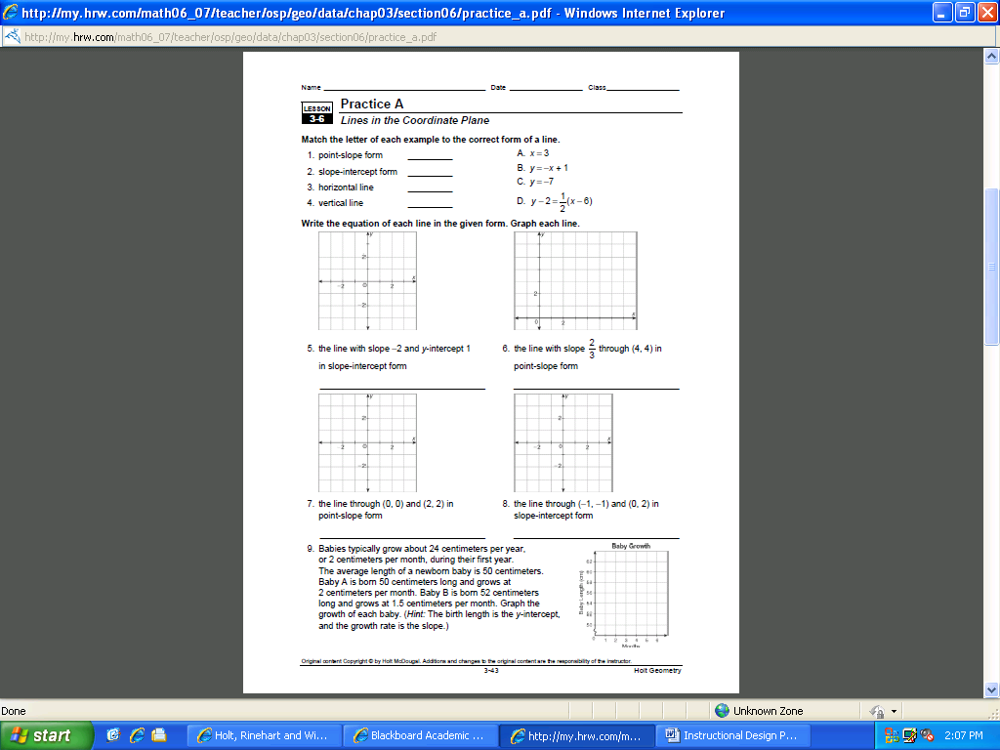 http://my.hrw.com/math06_07/teacher/osp/geo/data/chap03/section06/practice_a.pdf - Windows Internet Explorer
http://my.hrw.com/math06_07/teacher/osp/geo/data/chap03/section06/practice_a.pdf
Name Date Class
LESSON 3-6
Practice A
Lines in the Coordinate Plane
Match the letter of each example to the correct form of a line.
1. point-slope form A. x = 3
2. slope-intercept form B. y = −x + 1
3. horizontal line C. y = −7
4. vertical line D. y − 2 = 1/2 (x − 6)
Write the equation of each line in the given form. Graph each line.
y y
2
−2 0 2 x
−2
2
0 2 x
5. the line with slope −2 and y-intercept 1
in slope-intercept form
6. the line with slope 2/3 through (4, 4) in
point-slope form
y y
2 2
−2 0 2 x −2 0 2 x
−2 −2
7. the line through (0, 0) and (2, 2) in
point-slope form
8. the line through (−1, −1) and (0, 2) in
slope-intercept form
9. Babies typically grow about 24 centimeters per year,
or 2 centimeters per month, during their first year.
The average length of a newborn baby is 50 centimeters.
Baby A is born 50 centimeters long and grows at
2 centimeters per month. Baby B is born 52 centimeters
long and grows at 1.5 centimeters per month. Graph the
growth of each baby. (Hint: The birth length is the y-intercept,
and the growth rate is the slope.)
Baby Growth
Baby Length (cm)
62
60
58
56
54
52
50
0 1 2 3 4 5 6
Months
Original content Copyright © by Holt McDougal. Additions and changes to the original content are the responsibility of the instructor.
3-43 Holt Geometry
Done Unknown Zone
start Holt, Rinehart and Wi... Blackboard Academic ... http://my.hrw.com/m... Instructional Design P... 2:07 PM